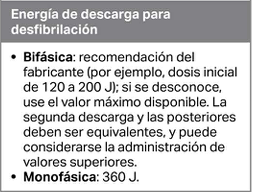 Energía de descarga para
desfibrilación
• Bifásica: recomendación del
fabricante (por ejemplo, dosis inicial
de 120 a 200 J); si se desconoce,
use el valor máximo disponible. La
segunda descarga y las posteriores
deben ser equivalentes, y puede
considerarse la administración de
valores superiores.
• Monofásica: 360 J.